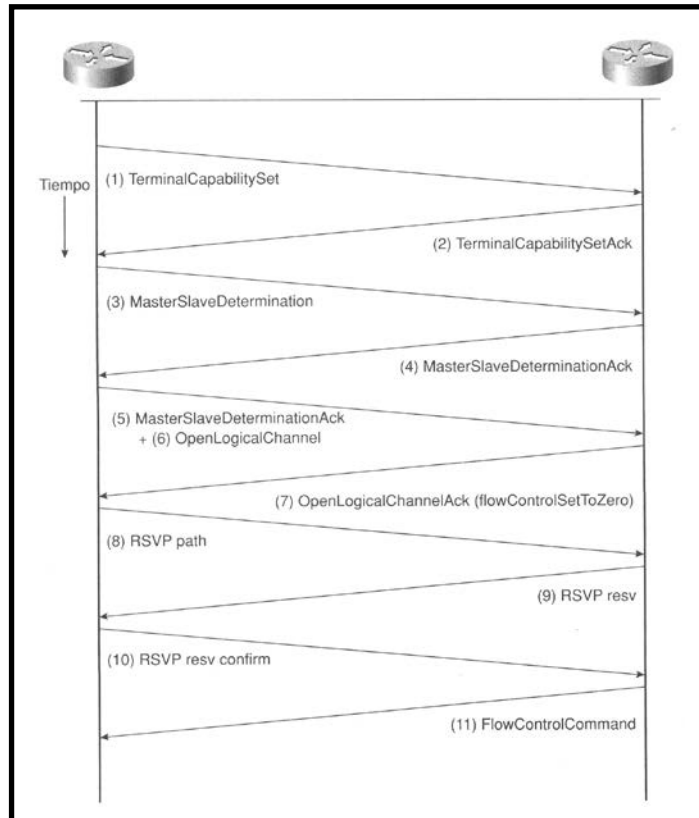 (1) TerminalCapabilitySet
Tiempo
(2) TerminalCapabilitySetAck
(3) MasterSlaveDetermination
(4) MasterSlaveDeterminationAck
(5) MasterSlaveDeterminationAck
+ (6) OpenLogicalChannel
(7) OpenLogicalChannelAck (flowControlSetToZero)
(8) RSVP path
(9) RSVP resv
(10) RSVP resv confirm
(11) FlowControlCommand